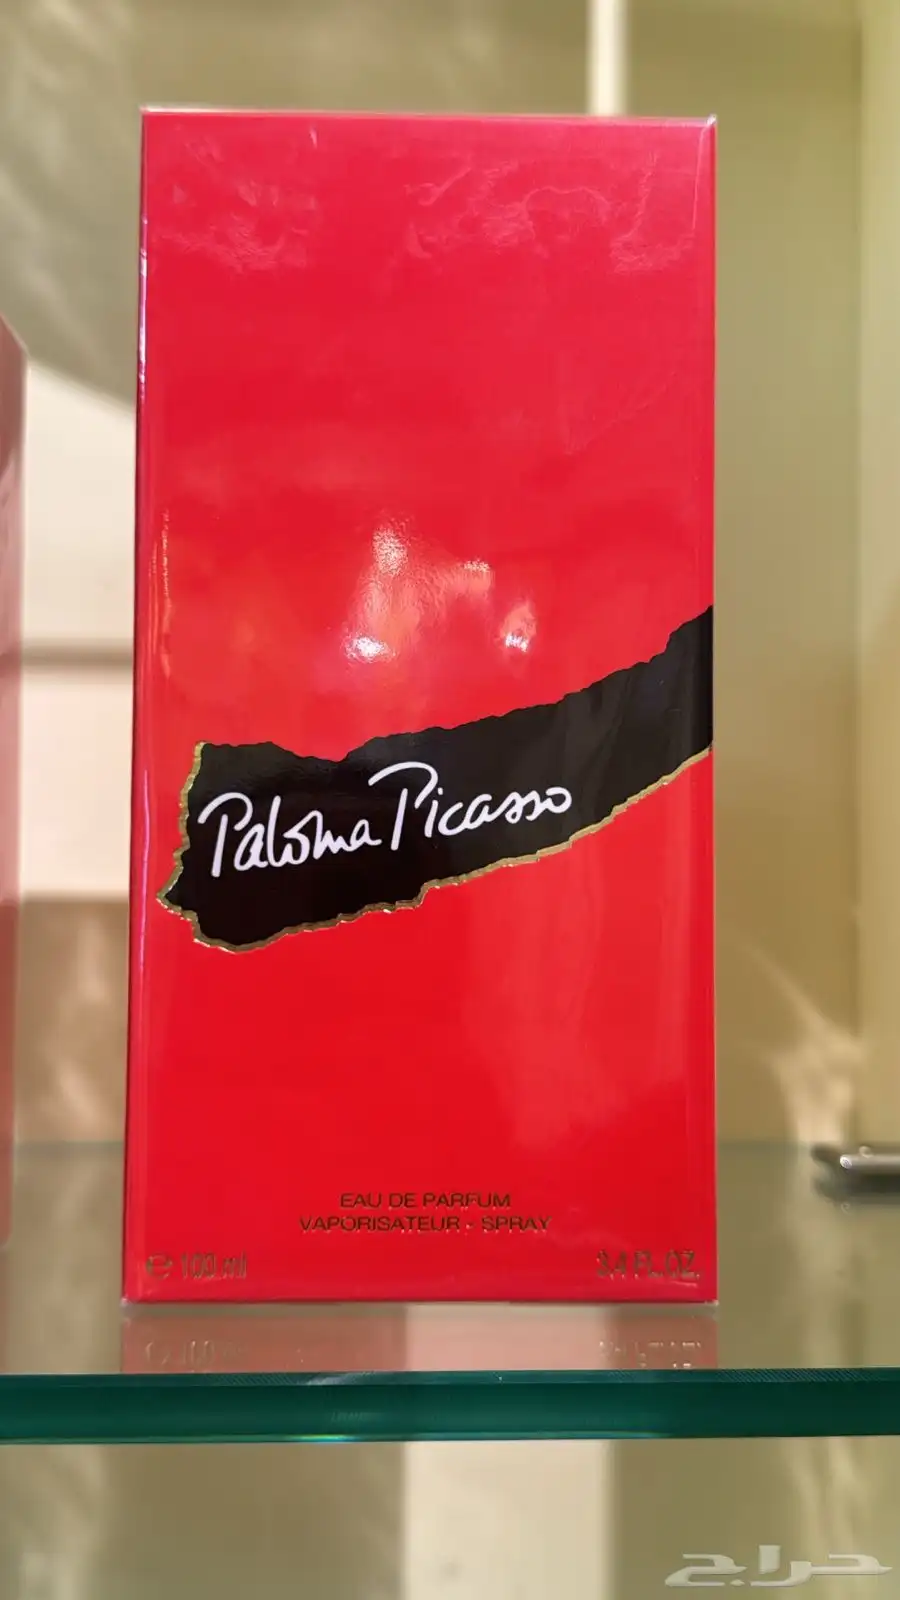 Paloma Picasso
EAU DE PARFUM
VAPORISATEUR - SPRAY
℮ 100 ml
3.4 FL.OZ.
حراج